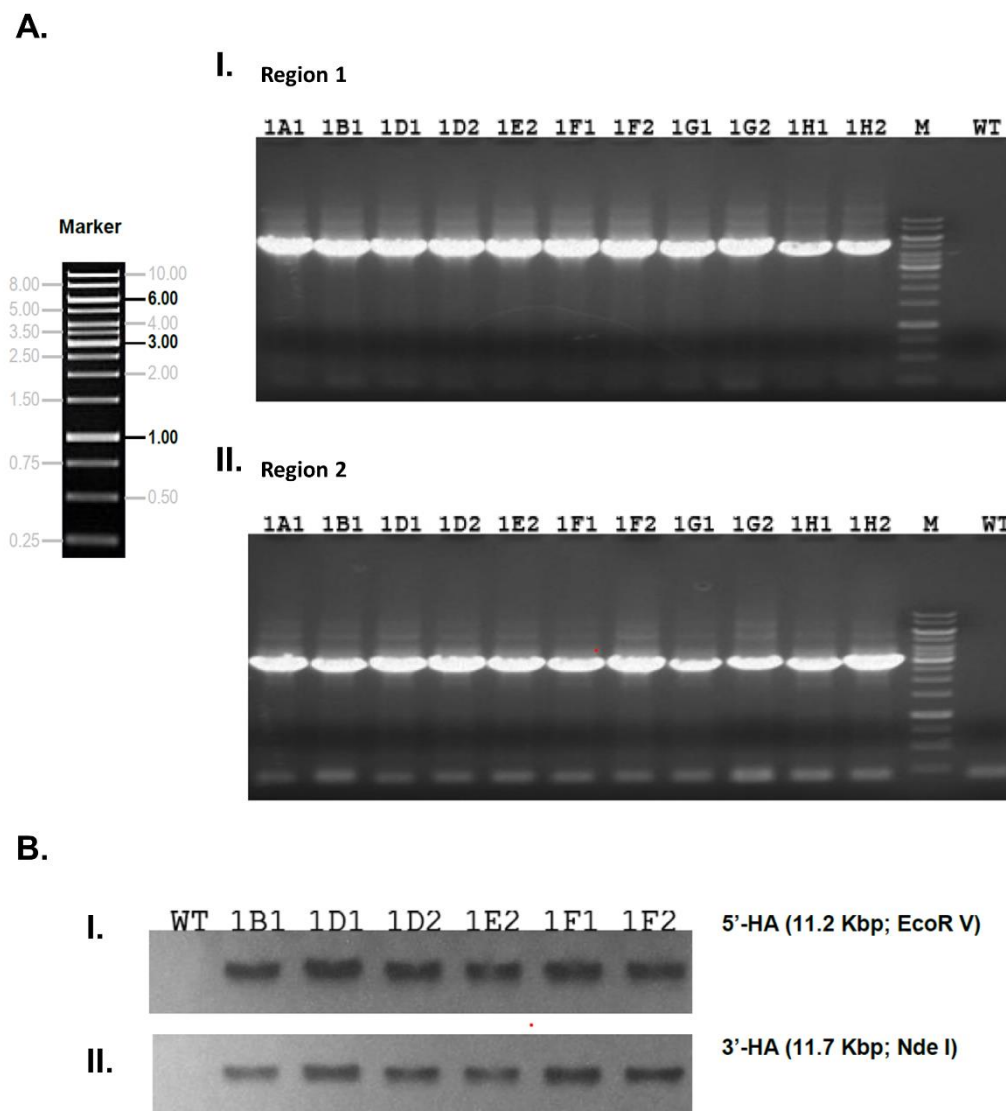 A.
I. Region 1
1A1 1B1 1D1 1D2 1E2 1F1 1F2 1G1 1G2 1H1 1H2 M WT
Marker
10.00
8.00
6.00
5.00
4.00
3.50
3.00
2.50
2.00
1.50
1.00
0.75
0.50
0.25
II. Region 2
1A1 1B1 1D1 1D2 1E2 1F1 1F2 1G1 1G2 1H1 1H2 M WT
B.
I. WT 1B1 1D1 1D2 1E2 1F1 1F2 5’-HA (11.2 Kbp; EcoR V)
II. 3’-HA (11.7 Kbp; Nde I)